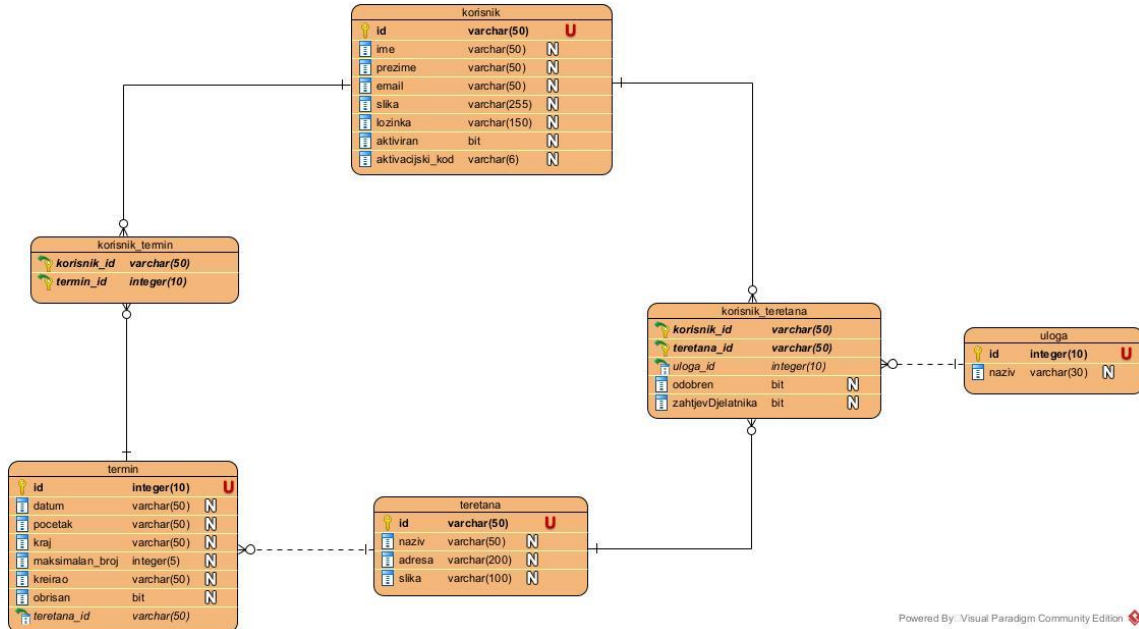 korisnik
id varchar(50) U
ime varchar(50) N
prezime varchar(50) N
email varchar(50) N
slika varchar(255) N
lozinka varchar(150) N
aktiviran bit N
aktivacijski_kod varchar(6) N
korisnik_termin
korisnik_id varchar(50)
termin_id integer(10)
korisnik_teretana
korisnik_id varchar(50)
teretana_id varchar(50)
uloga_id integer(10)
odobren bit N
zahtjevDjelatnika bit N
uloga
id integer(10) U
naziv varchar(30) N
termin
id integer(10) U
datum varchar(50) N
pocetak varchar(50) N
kraj varchar(50) N
maksimalan_broj integer(5) N
kreirao varchar(50) N
obrisan bit N
teretana_id varchar(50)
teretana
id varchar(50) U
naziv varchar(50) N
adresa varchar(200) N
slika varchar(100) N
Powered By Visual Paradigm Community Edition